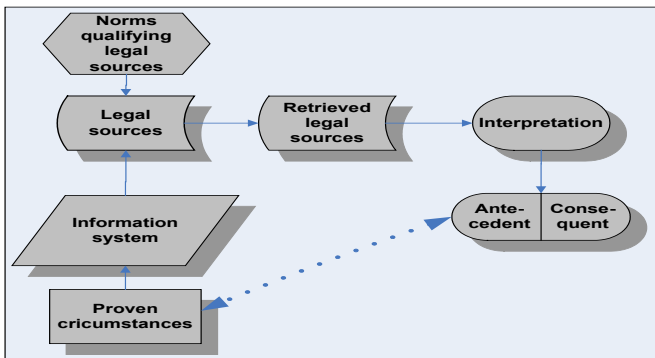 Norms
qualifying
legal
sources
Legal
sources
Retrieved
legal
sources
Interpretation
Information
system
Ante-
cedent
Conse-
quent
Proven
cricumstances